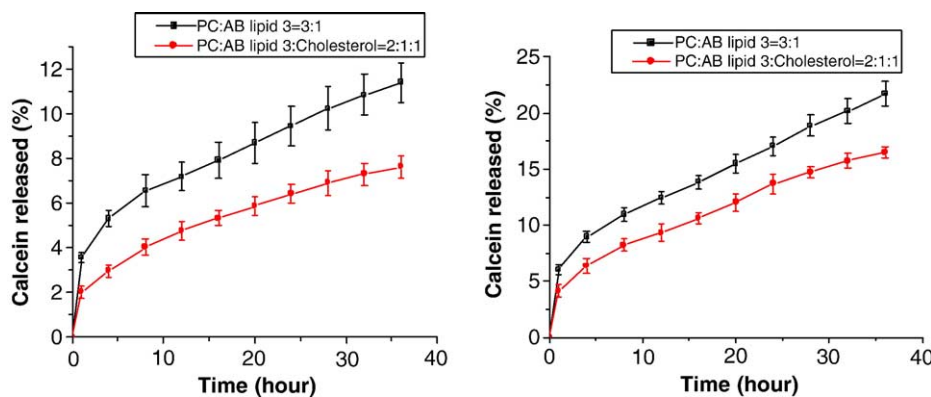 PC:AB lipid 3=3:1
PC:AB lipid 3:Cholesterol=2:1:1
12
10
8
6
4
2
0
Calcein released (%)
0 10 20 30 40
Time (hour)
PC:AB lipid 3=3:1
PC:AB lipid 3:Cholesterol=2:1:1
25
20
15
10
5
0
Calcein released (%)
0 10 20 30 40
Time (hour)